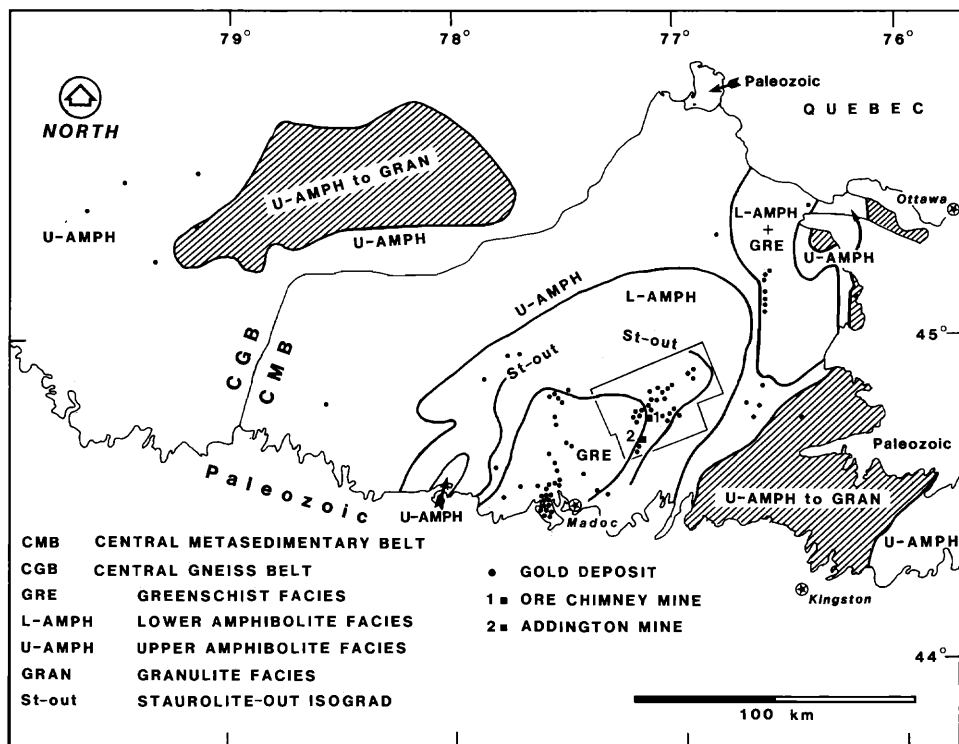 79°
78°
77°
76°
NORTH
Paleozoic
QUEBEC
U-AMPH to GRAN
U-AMPH
U-AMPH
L-AMPH
+
GRE
Ottawa
U-AMPH
U-AMPH
L-AMPH
St-out
St-out
45°
CGB
CMB
1
2
GRE
Paleozoic
Paleozoic
U-AMPH
Madoc
U-AMPH to GRAN
U-AMPH
Kingston
44°
CMB CENTRAL METASEDIMENTARY BELT
CGB CENTRAL GNEISS BELT
GRE GREENSCHIST FACIES
L-AMPH LOWER AMPHIBOLITE FACIES
U-AMPH UPPER AMPHIBOLITE FACIES
GRAN GRANULITE FACIES
St-out STAUROLITE-OUT ISOGRAD
GOLD DEPOSIT
1 ORE CHIMNEY MINE
2 ADDINGTON MINE
100 km